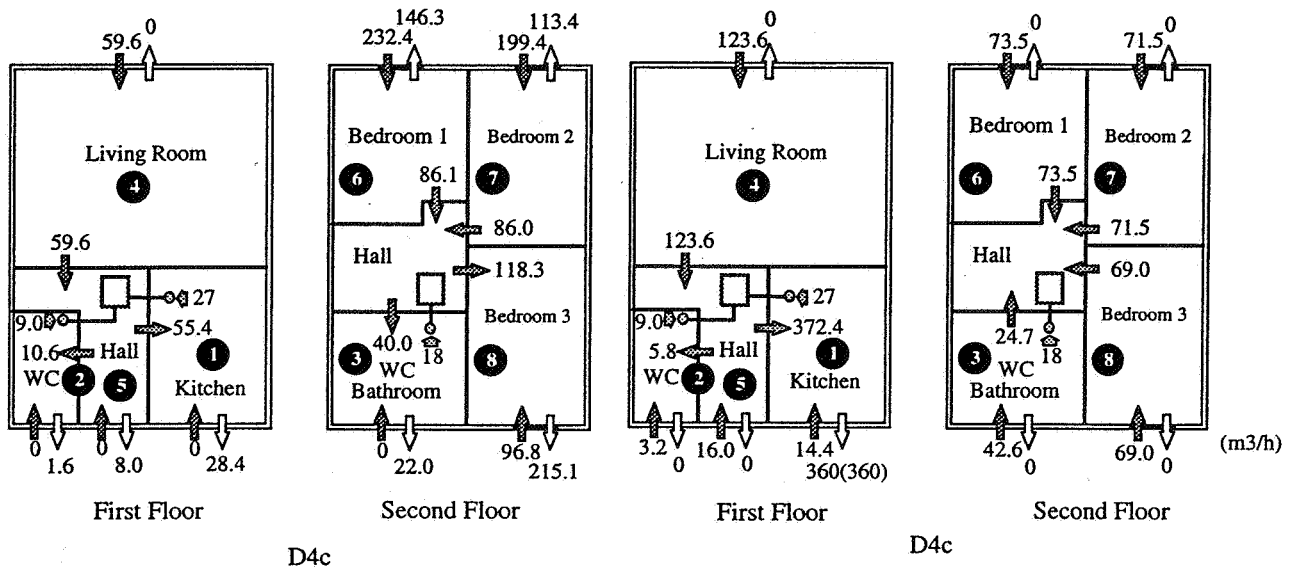 59.6
0
232.4
146.3
199.4
113.4
123.6
0
73.5
0
71.5
0
Living Room
4
59.6
27
9.0
55.4
10.6
Hall
WC
2
5
1
Kitchen
0
1.6
0
8.0
0
28.4
First Floor
Bedroom 1
Bedroom 2
6
86.1
7
86.0
Hall
118.3
Bedroom 3
40.0
18
3
WC
8
Bathroom
0
22.0
96.8
215.1
Second Floor
D4c
Living Room
4
123.6
27
9.0
372.4
5.8
Hall
WC
2
5
1
Kitchen
3.2
0
16.0
0
14.4
360(360)
First Floor
Bedroom 1
Bedroom 2
6
73.5
7
71.5
Hall
69.0
Bedroom 3
24.7
18
3
WC
8
Bathroom
42.6
0
69.0
0
(m3/h)
Second Floor
D4c